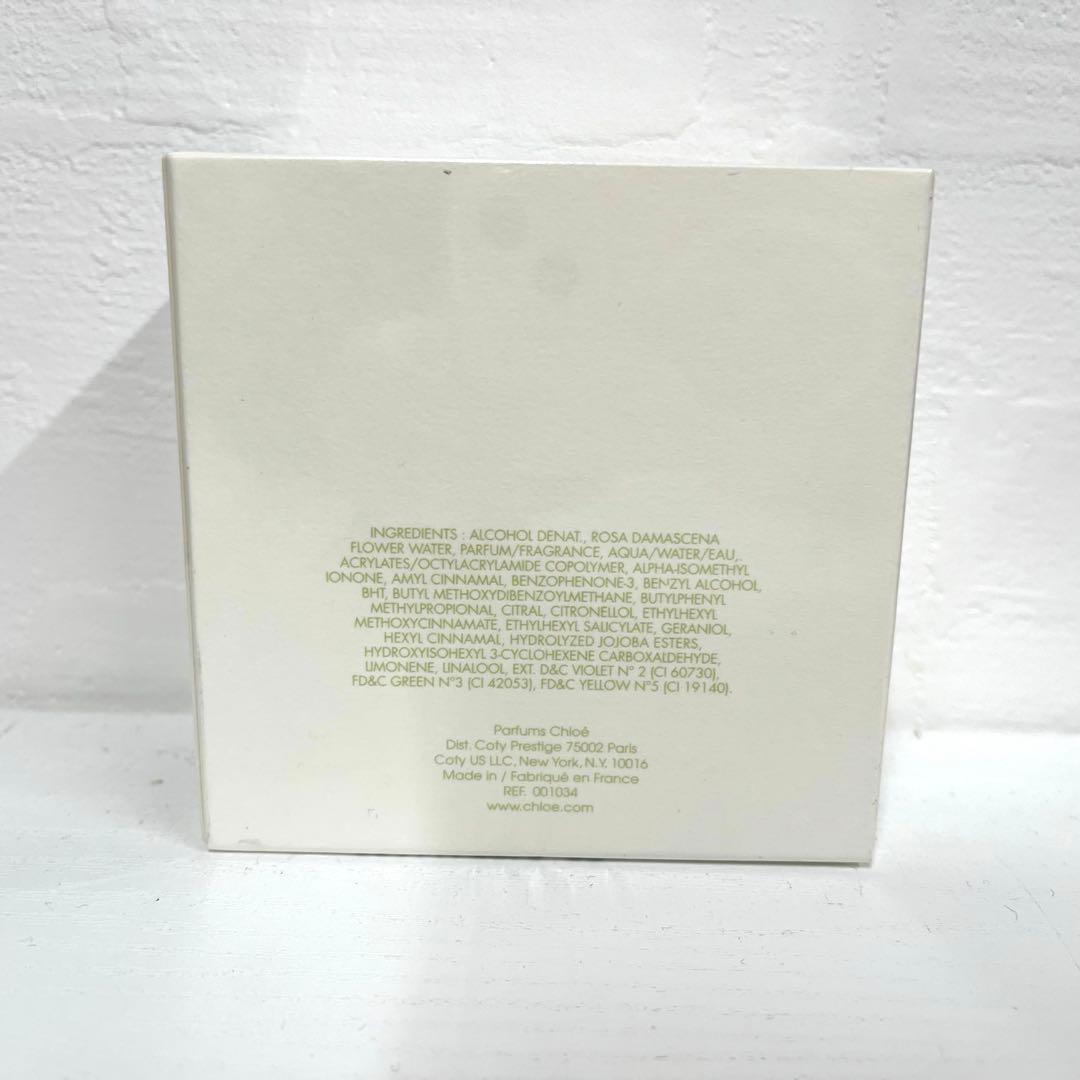 INGREDIENTS : ALCOHOL DENAT., ROSA DAMASCENA
FLOWER WATER, PARFUM/FRAGRANCE, AQUA/WATER/EAU,
ACRYLATES/OCTYLACRYLAMIDE COPOLYMER, ALPHA-ISOMETHYL
IONONE, AMYL CINNAMAL, BENZOPHENONE-3, BENZYL ALCOHOL,
BHT, BUTYL METHOXYDIBENZOYLMETHANE, BUTYLPHENYL
METHYLPROPIONAL, CITRAL, CITRONELLOL, ETHYLHEXYL
METHOXYCINNAMATE, ETHYLHEXYL SALICYLATE, GERANIOL,
HEXYL CINNAMAL, HYDROLYZED JOJOBA ESTERS,
HYDROXYISOHEXYL 3-CYCLOHEXENE CARBOXALDEHYDE,
LIMONENE, LINALOOL, EXT. D&C VIOLET N° 2 (CI 60730),
FD&C GREEN N°3 (CI 42053), FD&C YELLOW N°5 (CI 19140).
Parfums Chloé
Dist. Coty Prestige 75002 Paris
Coty US LLC, New York, N.Y. 10016
Made in / Fabriqué en France
REF. 001034
www.chloe.com